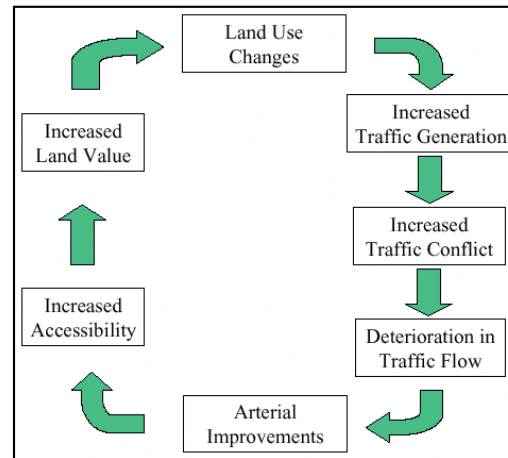 Land Use
Changes
Increased
Traffic Generation
Increased
Traffic Conflict
Deterioration in
Traffic Flow
Arterial
Improvements
Increased
Accessibility
Increased
Land Value